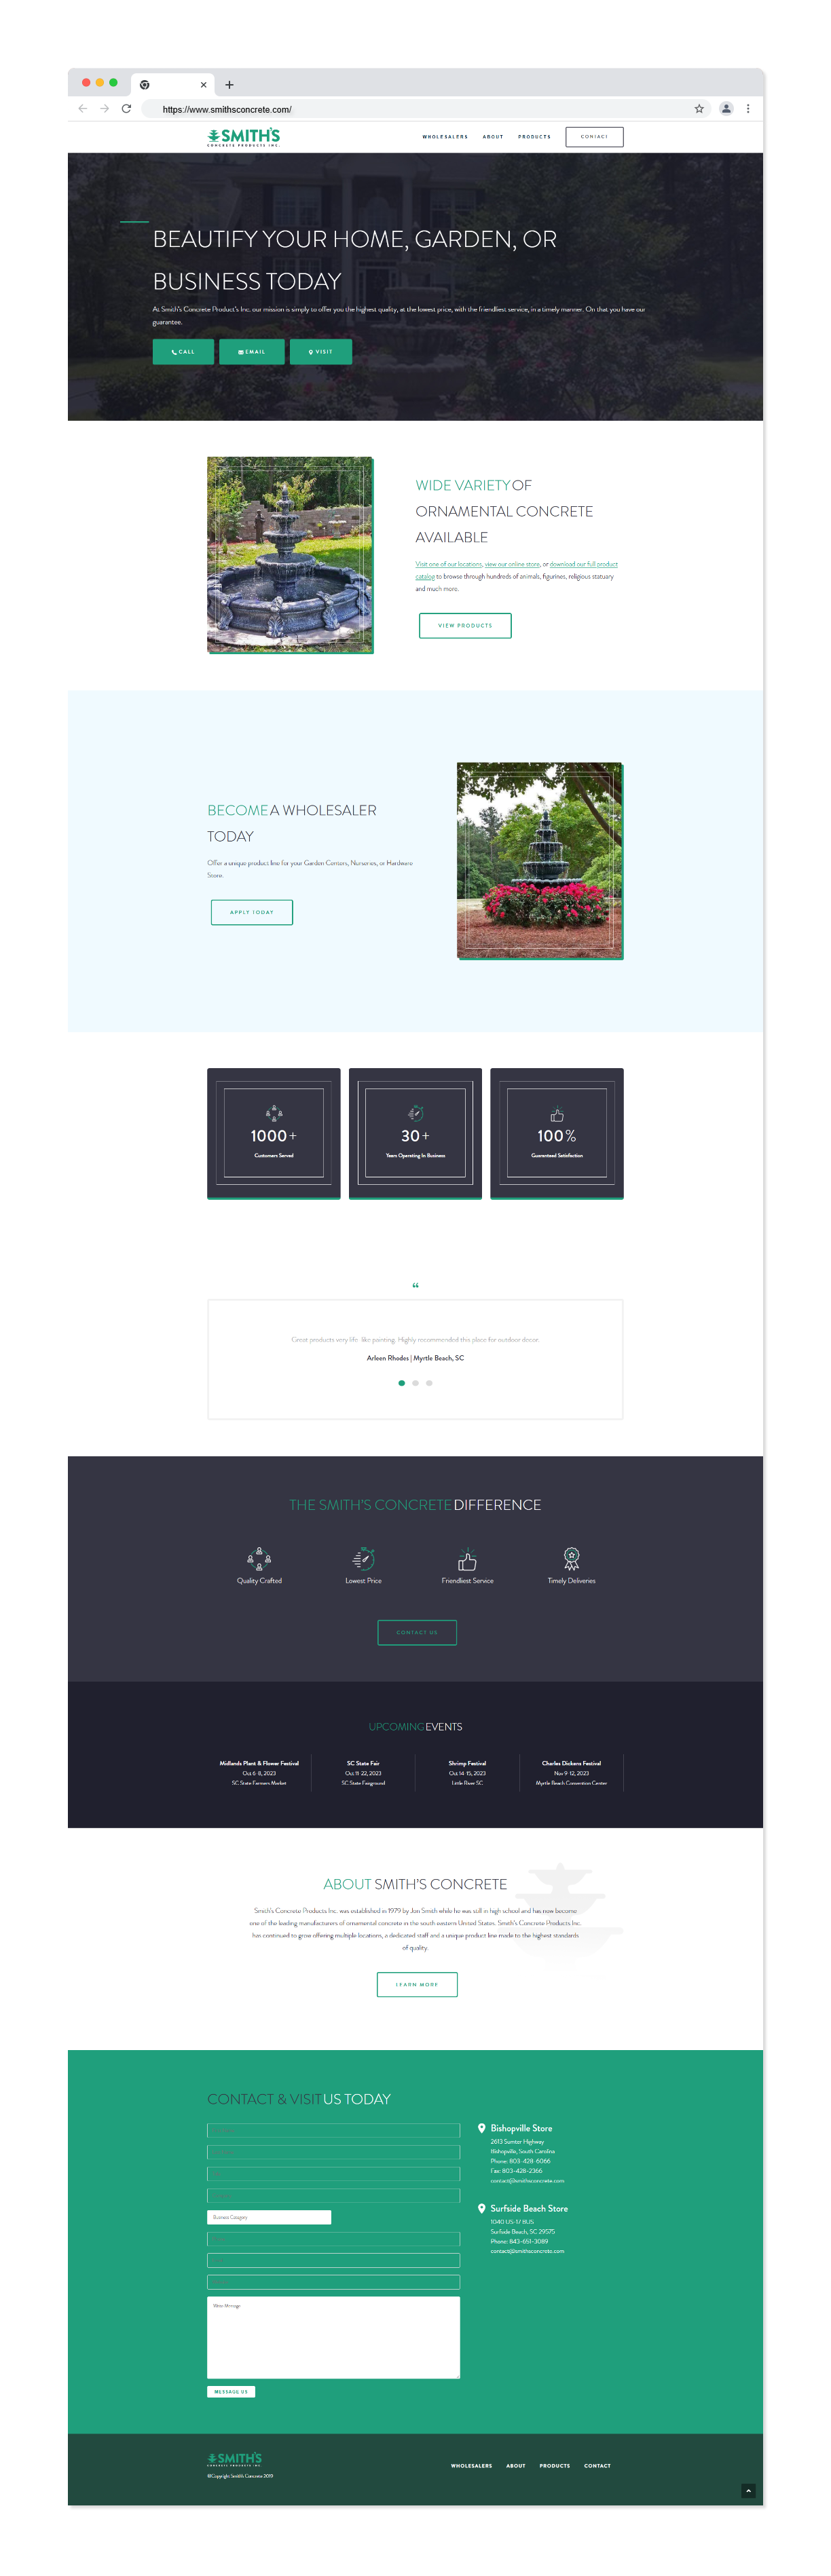 https://www.smithsconcrete.com/
SMITH'S
CONCRETE PRODUCTS INC.
WHOLESALERS ABOUT PRODUCTS CONTACT
BEAUTIFY YOUR HOME, GARDEN, OR
BUSINESS TODAY
At Smith's Concrete Product's Inc. our mission is simply to offer you the highest quality, at the lowest price, with the friendliest service, in a timely manner. On that you have our
guarantee.
CALL EMAIL VISIT
WIDE VARIETY OF
ORNAMENTAL CONCRETE
AVAILABLE
Visit one of our locations, view our online store, or download our full product
catalog to browse through hundreds of animals, figurines, religious statuary
and much more.
VIEW PRODUCTS
BECOME A WHOLESALER
TODAY
Offer a unique product line for your Garden Centers, Nurseries, or Hardware
Store.
APPLY TODAY
1000+
Customers Served
30+
Years Operating In Business
100%
Guaranteed Satisfaction
“
Great products very life-like painting. Highly recommended this place for outdoor decor.
Arleen Rhodes | Myrtle Beach, SC
THE SMITH'S CONCRETE DIFFERENCE
Quality Crafted
Lowest Price
Friendliest Service
Timely Deliveries
CONTACT US
UPCOMING EVENTS
Midlands Plant & Flower Festival
Oct 6-8, 2023
SC State Farmers Market
SC State Fair
Oct 11-22, 2023
SC State Fairground
Shrimp Festival
Oct 14-15, 2023
Little River SC
Charles Dickens Festival
Nov 9-12, 2023
Myrtle Beach Convention Center
ABOUT SMITH'S CONCRETE
Smith's Concrete Products Inc. was established in 1979 by Jon Smith while he was still in high school and has now become
one of the leading manufacturers of ornamental concrete in the south eastern United States. Smith's Concrete Products Inc.
has continued to grow offering multiple locations, a dedicated staff and a unique product line made to the highest standards
of quality.
LEARN MORE
CONTACT & VISIT US TODAY
Business Category
Message
MESSAGE US
Bishopville Store
2613 Sumter Highway
Bishopville, South Carolina
Phone: 803-428-6066
Fax: 803-428-2366
contact@smithsconcrete.com
Surfside Beach Store
1040 US-17 BUS
Surfside Beach, SC 29575
Phone: 843-651-3089
contact@smithsconcrete.com
SMITH'S
CONCRETE PRODUCTS INC.
©Copyright Smith's Concrete 2019
WHOLESALERS ABOUT PRODUCTS CONTACT